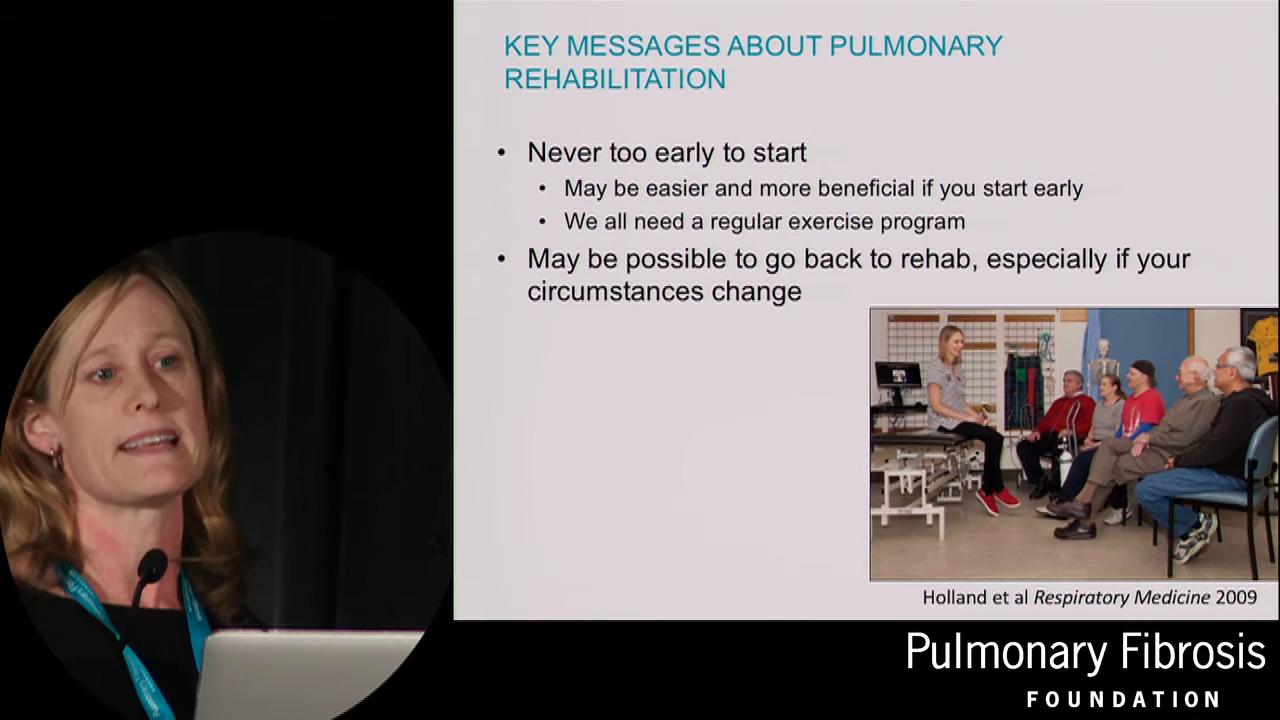 KEY MESSAGES ABOUT PULMONARY
REHABILITATION
• Never too early to start
• May be easier and more beneficial if you start early
• We all need a regular exercise program
• May be possible to go back to rehab, especially if your
circumstances change
Holland et al Respiratory Medicine 2009
Pulmonary Fibrosis
FOUNDATION